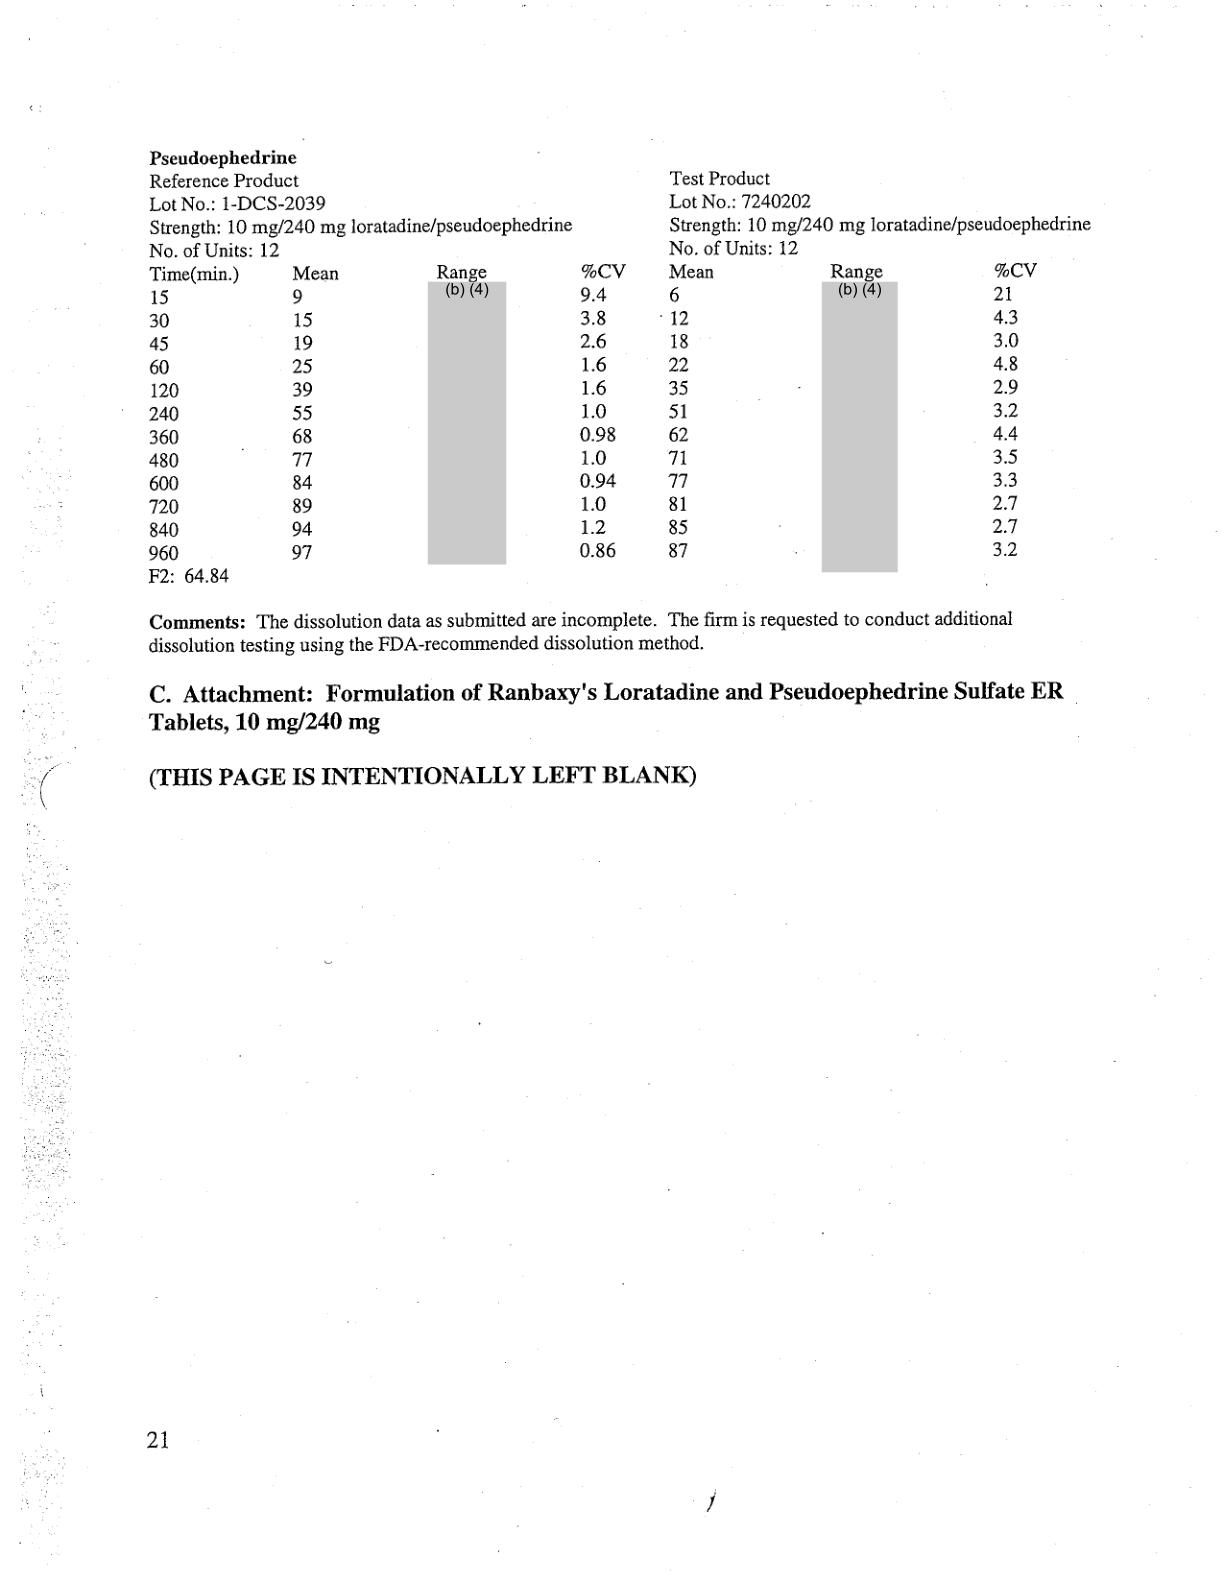 Pseudoephedrine
Reference Product Test Product
Lot No.: 1-DCS-2039 Lot No.: 7240202
Strength: 10 mg/240 mg loratadine/pseudoephedrine Strength: 10 mg/240 mg loratadine/pseudoephedrine
No. of Units: 12 No. of Units: 12
Time(min.) Mean Range %CV Mean Range %CV
15 9 (b) (4) 9.4 6 (b) (4) 21
30 15 3.8 12 4.3
45 19 2.6 18 3.0
60 25 1.6 22 4.8
120 39 1.6 35 2.9
240 55 1.0 51 3.2
360 68 0.98 62 4.4
480 77 1.0 71 3.5
600 84 0.94 77 3.3
720 89 1.0 81 2.7
840 94 1.2 85 2.7
960 97 0.86 87 3.2
F2: 64.84
Comments: The dissolution data as submitted are incomplete. The firm is requested to conduct additional
dissolution testing using the FDA-recommended dissolution method.
C. Attachment: Formulation of Ranbaxy's Loratadine and Pseudoephedrine Sulfate ER
Tablets, 10 mg/240 mg
(THIS PAGE IS INTENTIONALLY LEFT BLANK)
21